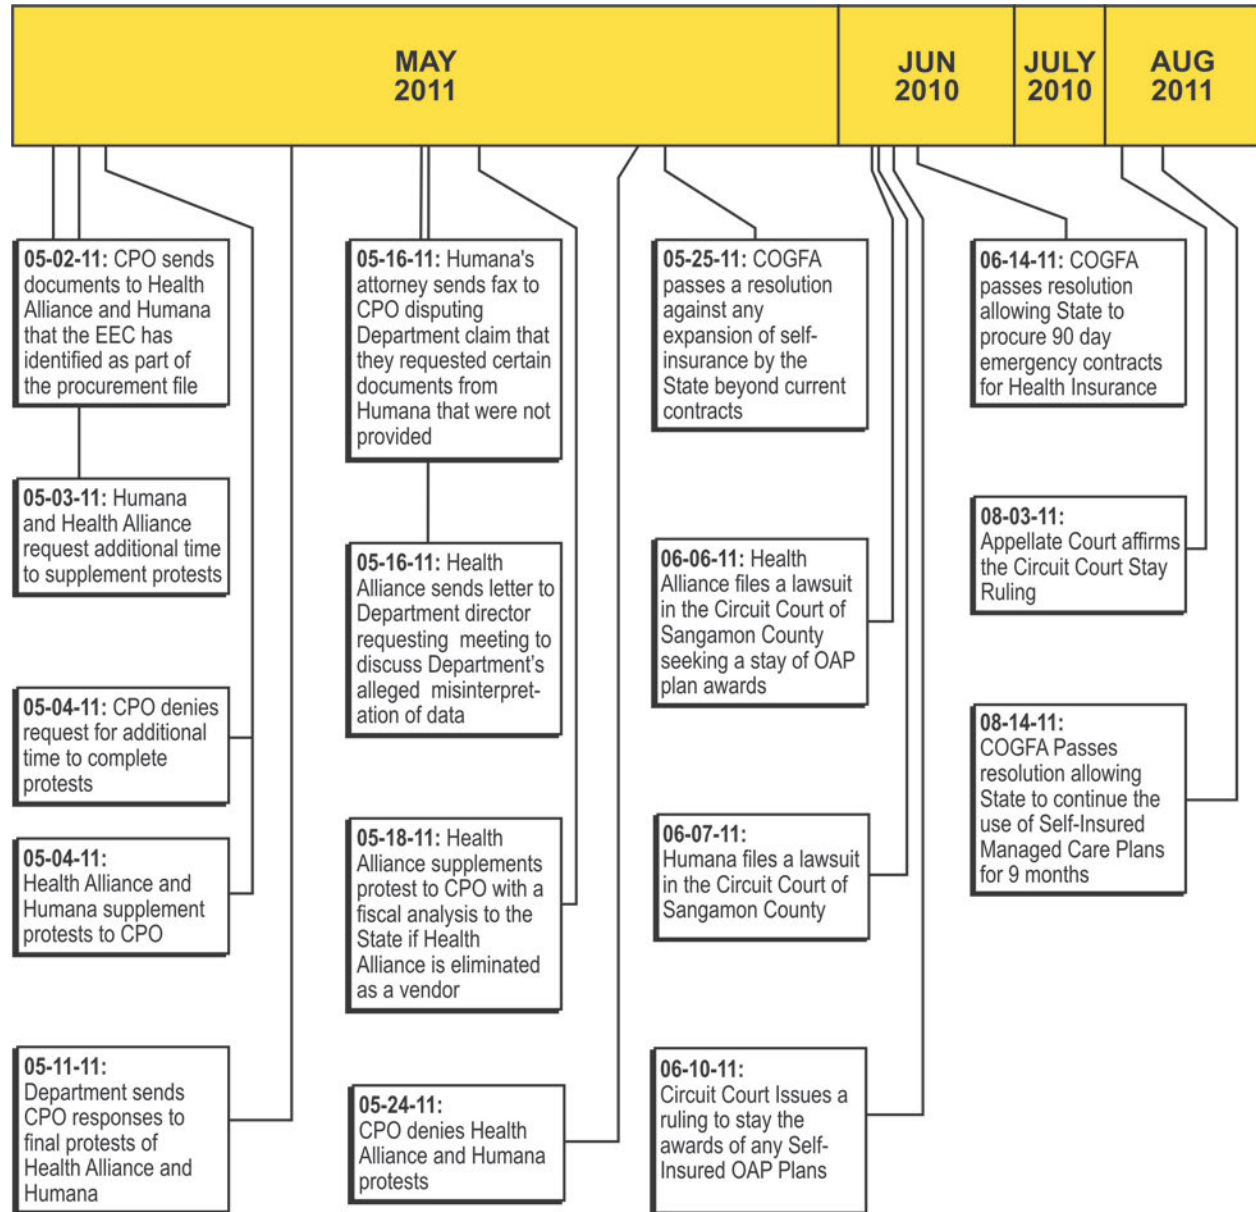 MAY
2011
JUN
2010
JULY
2010
AUG
2011
05-02-11: CPO sends
documents to Health
Alliance and Humana
that the EEC has
identified as part of
the procurement file
05-03-11: Humana
and Health Alliance
request additional time
to supplement protests
05-04-11: CPO denies
request for additional
time to complete
protests
05-04-11:
Health Alliance and
Humana supplement
protests to CPO
05-11-11:
Department sends
CPO responses to
final protests of
Health Alliance and
Humana
05-16-11: Humana's
attorney sends fax to
CPO disputing
Department claim that
they requested certain
documents from
Humana that were not
provided
05-16-11: Health
Alliance sends letter to
Department director
requesting meeting to
discuss Department's
alleged misinterpret-
ation of data
05-18-11: Health
Alliance supplements
protest to CPO with a
fiscal analysis to the
State if Health
Alliance is eliminated
as a vendor
05-24-11:
CPO denies Health
Alliance and Humana
protests
05-25-11: COGFA
passes a resolution
against any
expansion of self-
insurance by the
State beyond current
contracts
06-06-11: Health
Alliance files a lawsuit
in the Circuit Court of
Sangamon County
seeking a stay of OAP
plan awards
06-07-11:
Humana files a lawsuit
in the Circuit Court of
Sangamon County
06-10-11:
Circuit Court Issues a
ruling to stay the
awards of any Self-
Insured OAP Plans
06-14-11: COGFA
passes resolution
allowing State to
procure 90 day
emergency contracts
for Health Insurance
08-03-11:
Appellate Court affirms
the Circuit Court Stay
Ruling
08-14-11:
COGFA Passes
resolution allowing
State to continue the
use of Self-Insured
Managed Care Plans
for 9 months